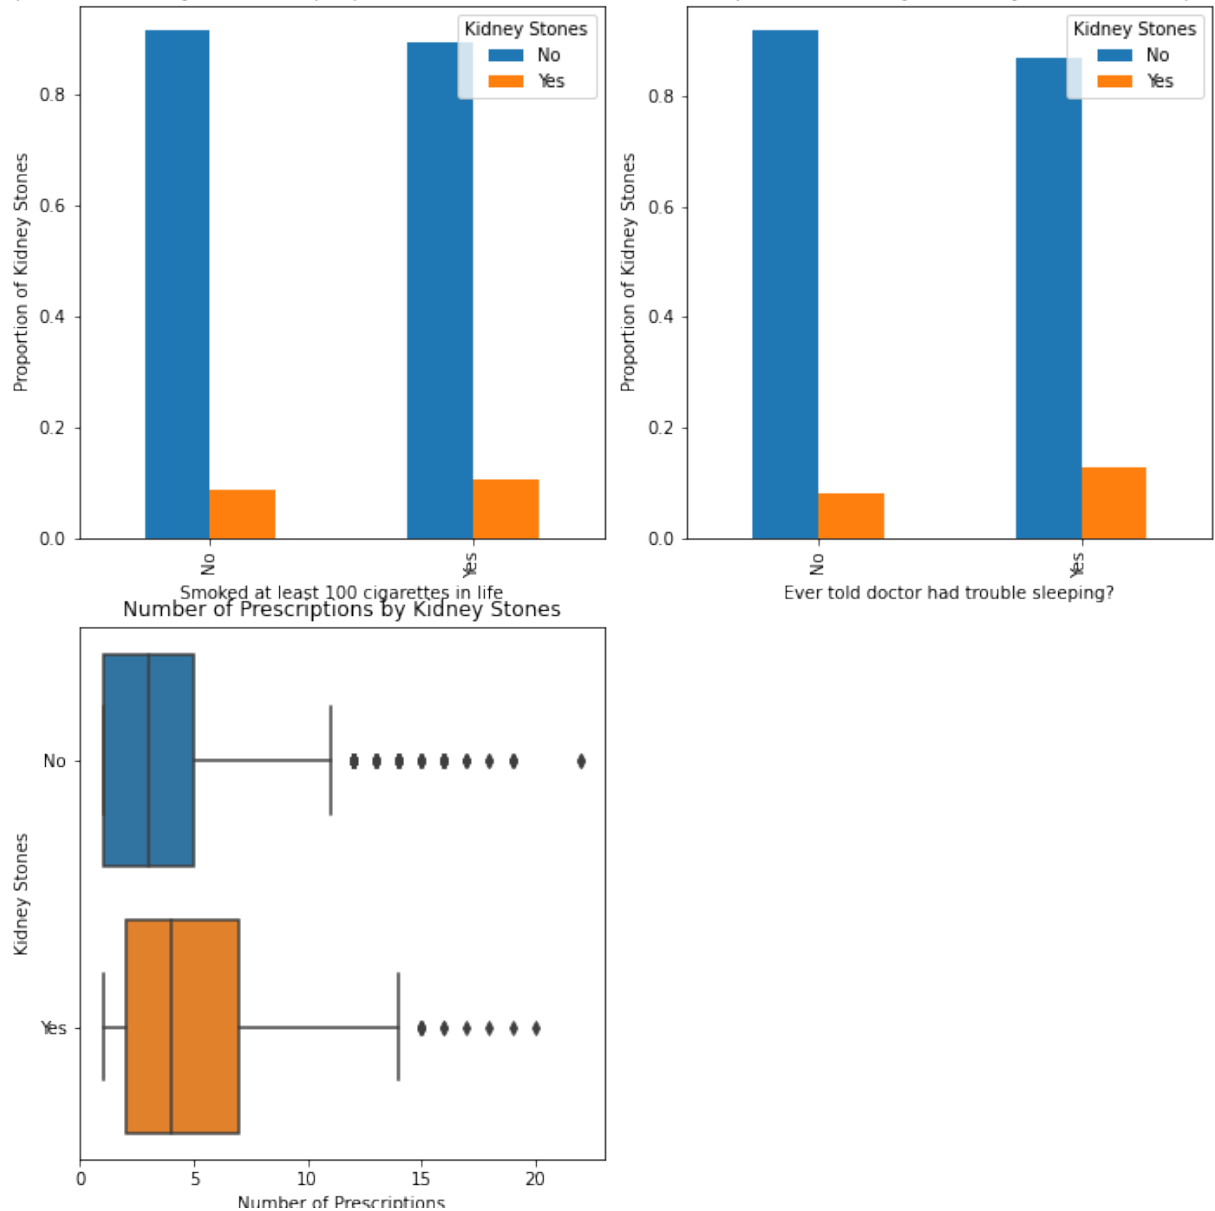 Kidney Stones
No
Yes
Proportion of Kidney Stones
0.8
0.6
0.4
0.2
0.0
No
Yes
Smoked at least 100 cigarettes in life
Kidney Stones
No
Yes
Proportion of Kidney Stones
0.8
0.6
0.4
0.2
0.0
No
Yes
Ever told doctor had trouble sleeping?
Number of Prescriptions by Kidney Stones
Kidney Stones
No
Yes
0
5
10
15
20
Number of Prescriptions